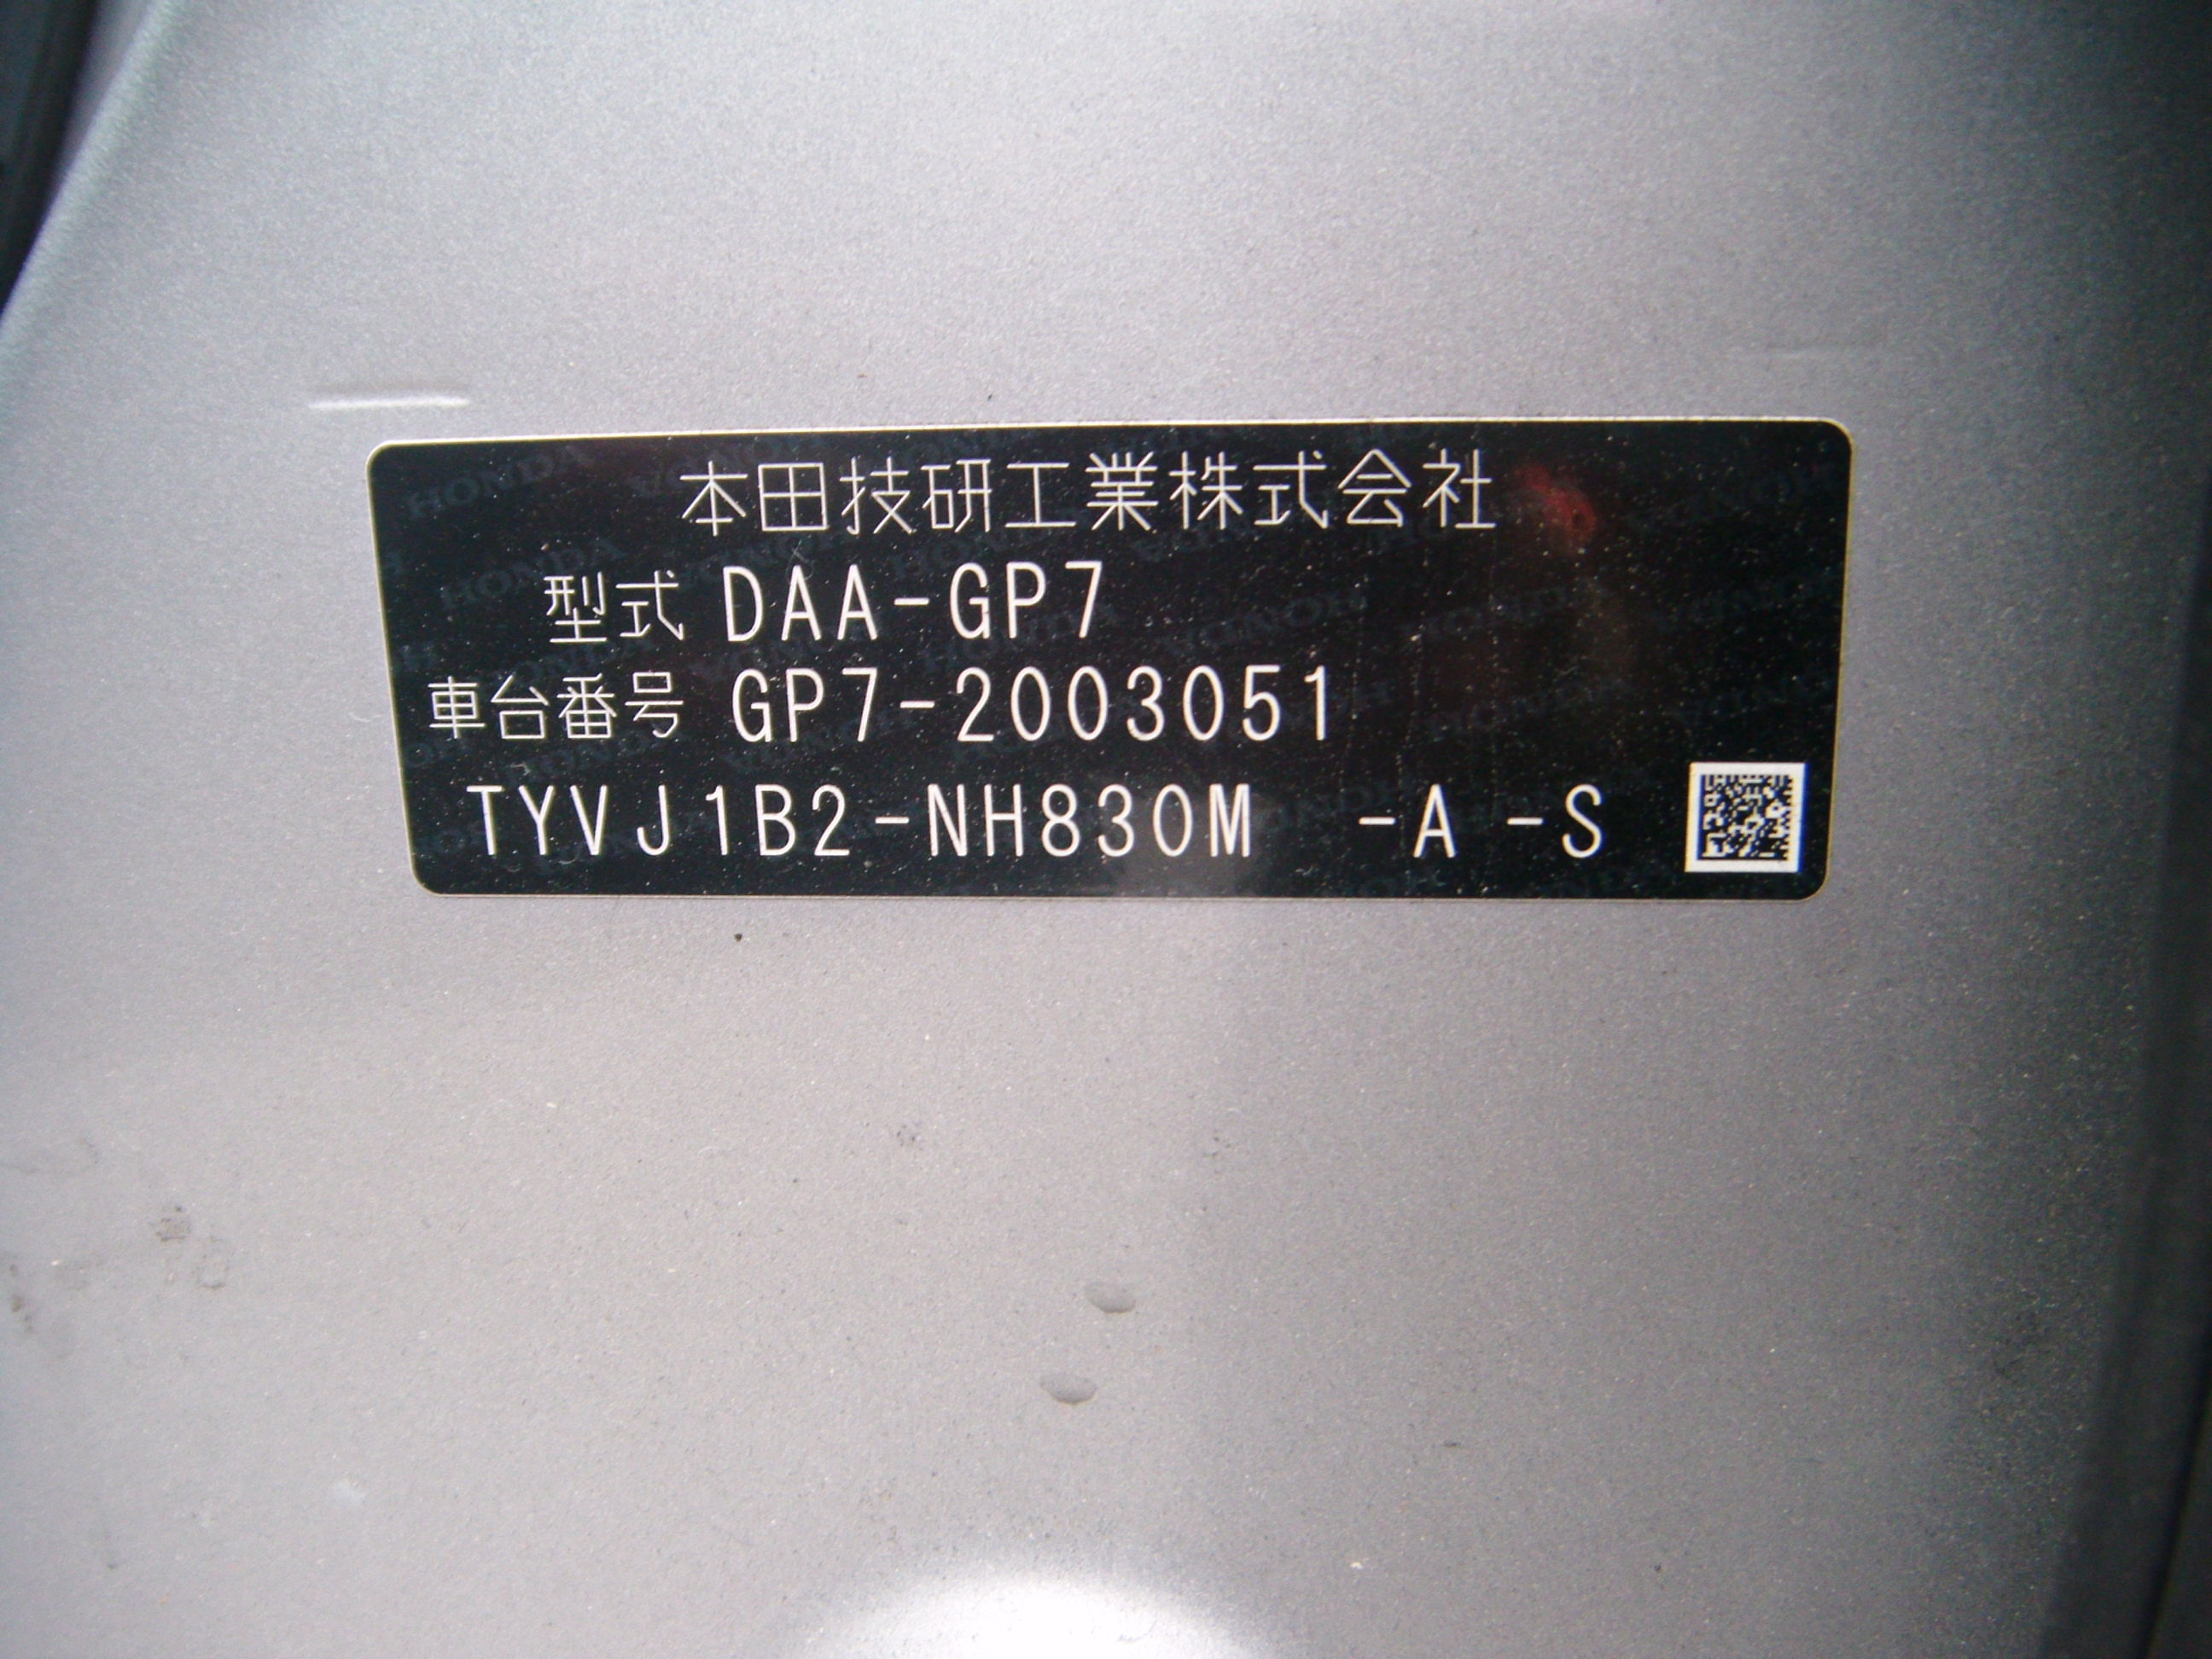 本田技研工業株式会社
型式 DAA-GP7
車台番号 GP7-2003051
TYVJ1B2-NH830M -A -S